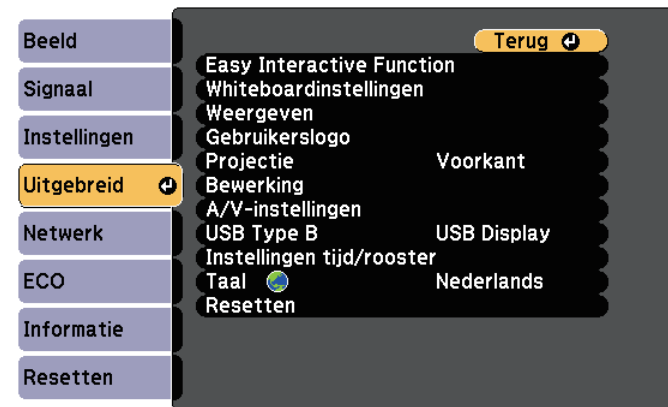 Beeld
Signaal
Instellingen
Uitgebreid
Netwerk
ECO
Informatie
Resetten
Terug
Easy Interactive Function
Whiteboardinstellingen
Weergeven
Gebruikerslogo
Projectie Voorkant
Bewerking
A/V-instellingen
USB Type B USB Display
Instellingen tijd/rooster
Taal Nederlands
Resetten